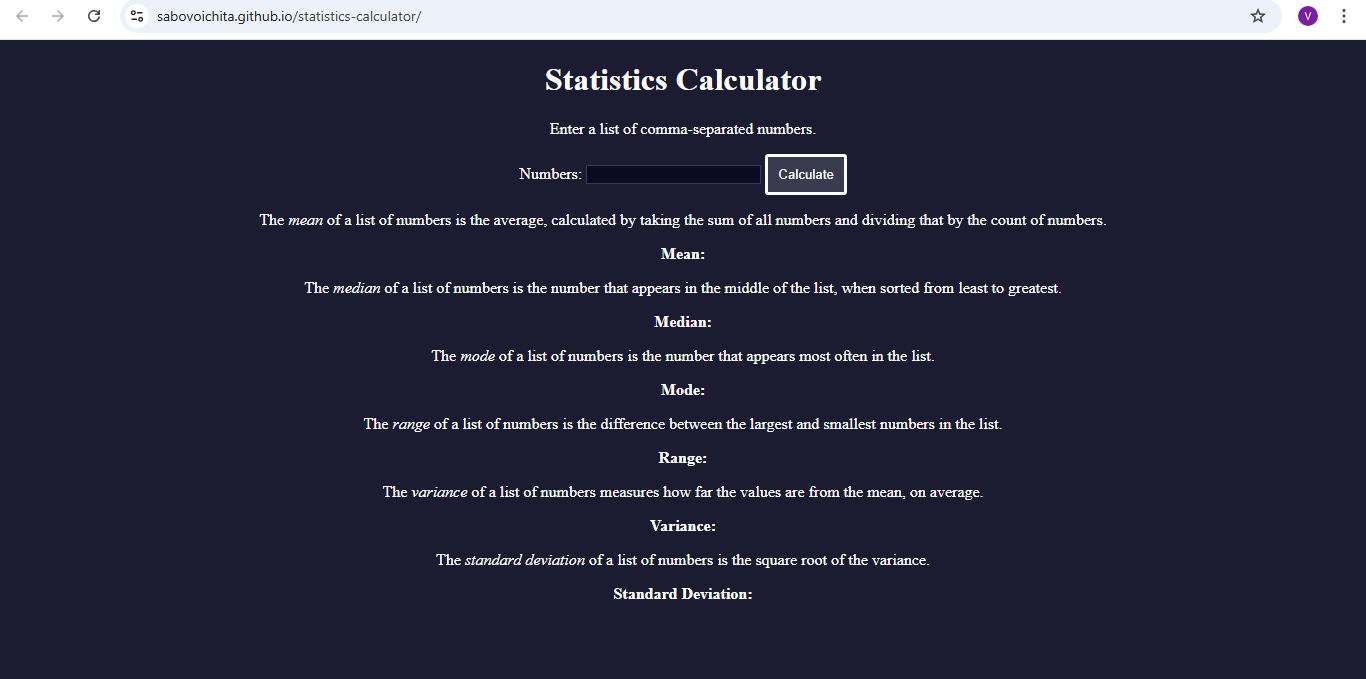 sabovoichita.github.io/statistics-calculator/
V
Statistics Calculator
Enter a list of comma-separated numbers.
Numbers: Calculate
The mean of a list of numbers is the average, calculated by taking the sum of all numbers and dividing that by the count of numbers.
Mean:
The median of a list of numbers is the number that appears in the middle of the list, when sorted from least to greatest.
Median:
The mode of a list of numbers is the number that appears most often in the list.
Mode:
The range of a list of numbers is the difference between the largest and smallest numbers in the list.
Range:
The variance of a list of numbers measures how far the values are from the mean, on average.
Variance:
The standard deviation of a list of numbers is the square root of the variance.
Standard Deviation: